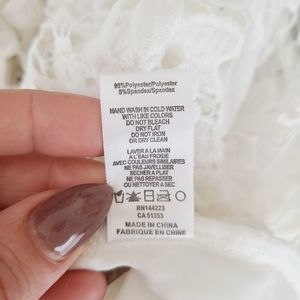 95%Polyester/Polyester
5%Spandex/Spandex
HAND WASH IN COLD WATER
WITH LIKE COLORS
DO NOT BLEACH
DRY FLAT
DO NOT IRON
OR DRY CLEAN
LAVER A LA MAIN
A L'EAU FROIDE
AVEC COULEURS SIMILAIRES
NE PAS JAVELLISER
SECHER A PLAT
NE PAS REPASSER
OU NETTOYER A SEC
RN144223
CA 51353
MADE IN CHINA
FABRIQUE EN CHINE